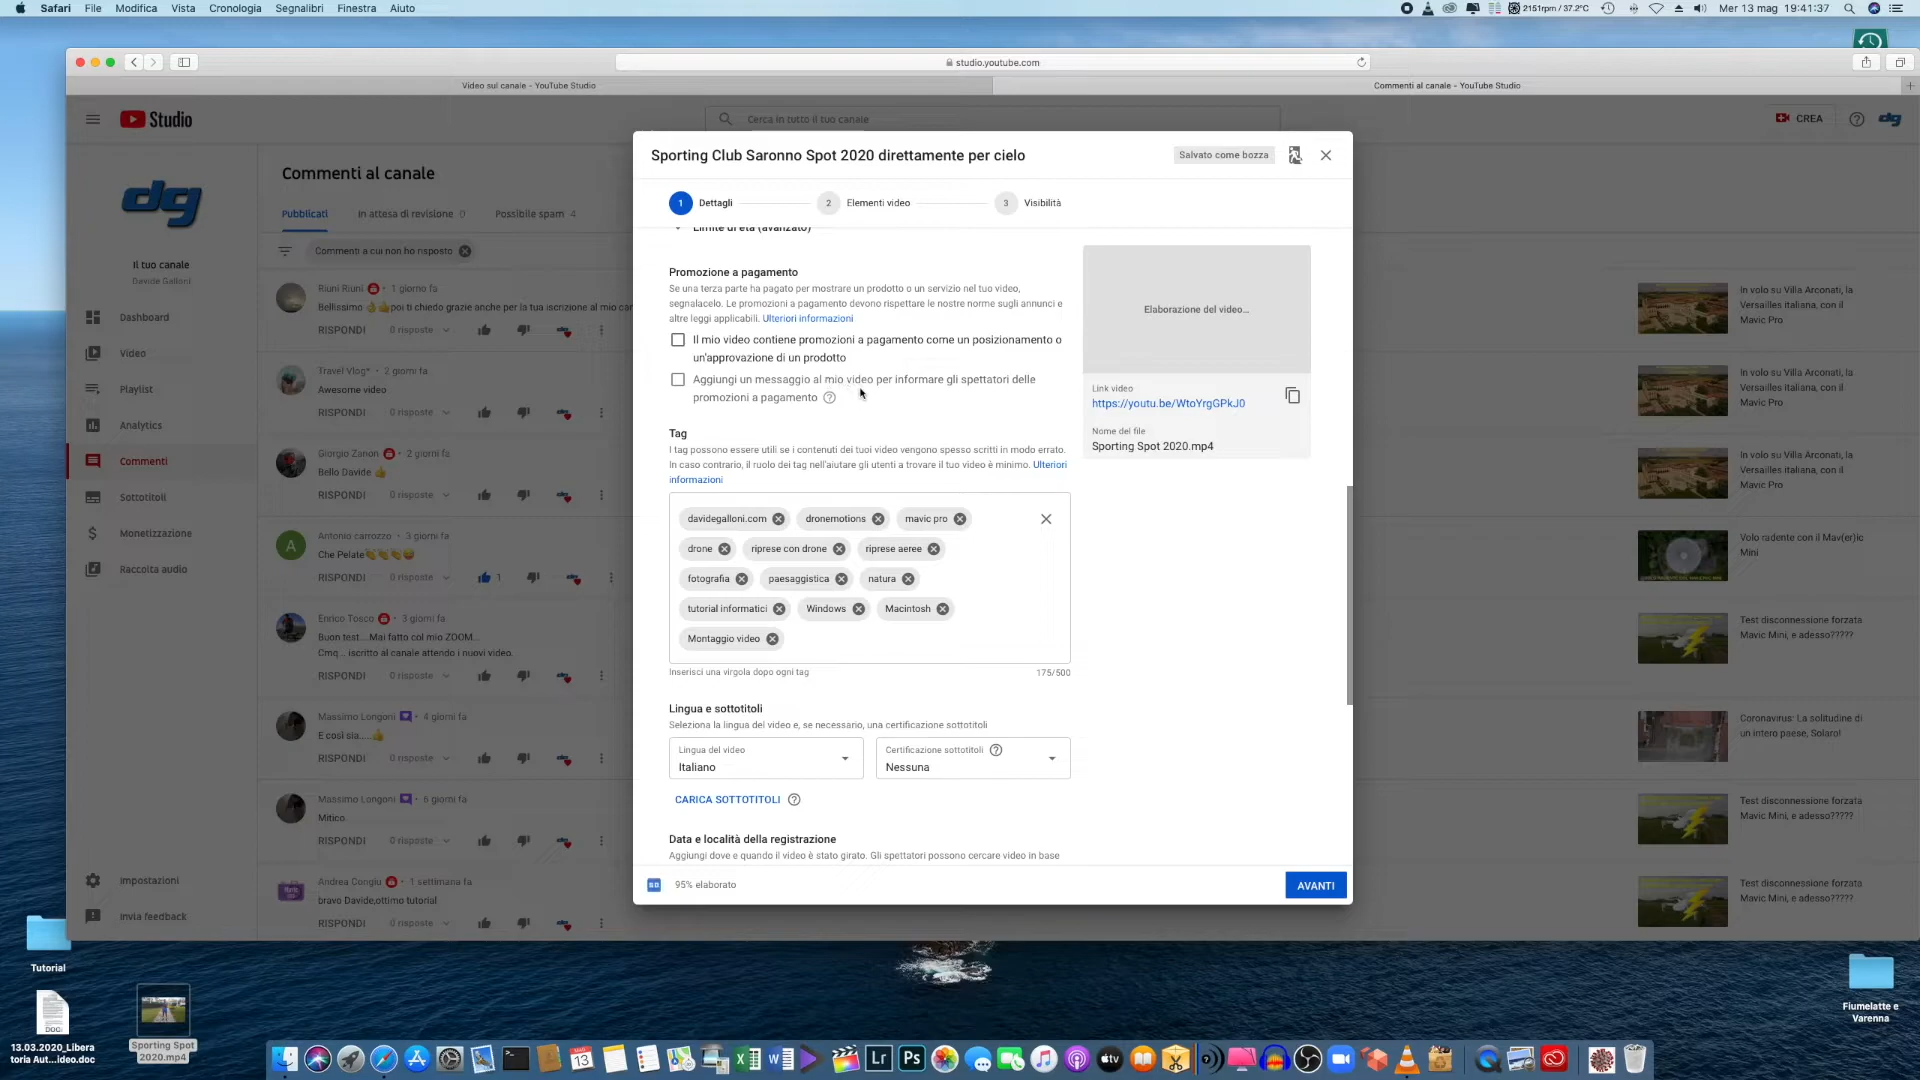 Safari File Modifica Vista Cronologia Segnalibri Finestra Aiuto
2151rpm / 37.2°C Mer 13 mag 19:41:37
studio.youtube.com
Video sul canale - YouTube Studio
Commenti al canale - YouTube Studio
Studio
Cerca in tutto il tuo canale
CREA
dg
dg
Il tuo canale
Davide Galloni
Dashboard
Video
Playlist
Analytics
Commenti
Sottotitoli
Monetizzazione
Raccolta audio
Impostazioni
Invia feedback
Commenti al canale
Pubblicati In attesa di revisione 0 Possibile spam 4
Commenti a cui non ho risposto
Riuni Riuni • 1 giorno fa
Bellissimo poi ti chiedo grazie anche per la tua iscrizione al mio can
RISPONDI 0 risposte
Travel Vlog* • 2 giorni fa
Awesome video
RISPONDI 0 risposte
Giorgio Zanon • 2 giorni fa
Bello Davide
RISPONDI 0 risposte
A
Antonio carrozzo • 3 giorni fa
Che Pelate
RISPONDI 0 risposte 1
Enrico Tosco • 3 giorni fa
Buon test....Mai fatto col mio ZOOM...
Cmq... iscritto al canale attendo i nuovi video.
RISPONDI 0 risposte
Massimo Longoni • 4 giorni fa
E così sia.....
RISPONDI 0 risposte
Massimo Longoni • 6 giorni fa
Mitico.
RISPONDI 0 risposte
Andrea Congiu • 1 settimana fa
bravo Davide,ottimo tutorial
RISPONDI 0 risposte
Sporting Club Saronno Spot 2020 direttamente per cielo
Salvato come bozza
1 Dettagli 2 Elementi video 3 Visibilità
Limite di età (avanzato)
Promozione a pagamento
Se una terza parte ha pagato per mostrare un prodotto o un servizio nel tuo video,
segnalacelo. Le promozioni a pagamento devono rispettare le nostre norme sugli annunci e
altre leggi applicabili. Ulteriori informazioni
Il mio video contiene promozioni a pagamento come un posizionamento o
un'approvazione di un prodotto
Aggiungi un messaggio al mio video per informare gli spettatori delle
promozioni a pagamento
Tag
I tag possono essere utili se i contenuti dei tuoi video vengono spesso scritti in modo errato.
In caso contrario, il ruolo dei tag nell'aiutare gli utenti a trovare il tuo video è minimo. Ulteriori
informazioni
davidegalloni.com dronemotions mavic pro
drone riprese con drone riprese aeree
fotografia paesaggistica natura
tutorial informatici Windows Macintosh
Montaggio video
Inserisci una virgola dopo ogni tag 175/500
Lingua e sottotitoli
Seleziona la lingua del video e, se necessario, una certificazione sottotitoli
Lingua del video
Italiano
Certificazione sottotitoli
Nessuna
CARICA SOTTOTITOLI
Data e località della registrazione
Aggiungi dove e quando il video è stato girato. Gli spettatori possono cercare video in base
95% elaborato
AVANTI
Elaborazione del video...
Link video
https://youtu.be/WtoYrgGPkJ0
Nome del file
Sporting Spot 2020.mp4
In volo su Villa Arconati, la
Versailles italiana, con il
Mavic Pro
In volo su Villa Arconati, la
Versailles italiana, con il
Mavic Pro
In volo su Villa Arconati, la
Versailles italiana, con il
Mavic Pro
Volo radente con il Mav(er)ic
Mini
Test disconnessione forzata
Mavic Mini, e adesso?????
Coronavirus: La solitudine di
un intero paese, Solaro!
Test disconnessione forzata
Mavic Mini, e adesso?????
Test disconnessione forzata
Mavic Mini, e adesso?????
Tutorial
13.03.2020_Libera
toria Aut...ideo.doc
Sporting Spot
2020.mp4
Fiumelatte e
Varenna
13
Lr
Ps
tv